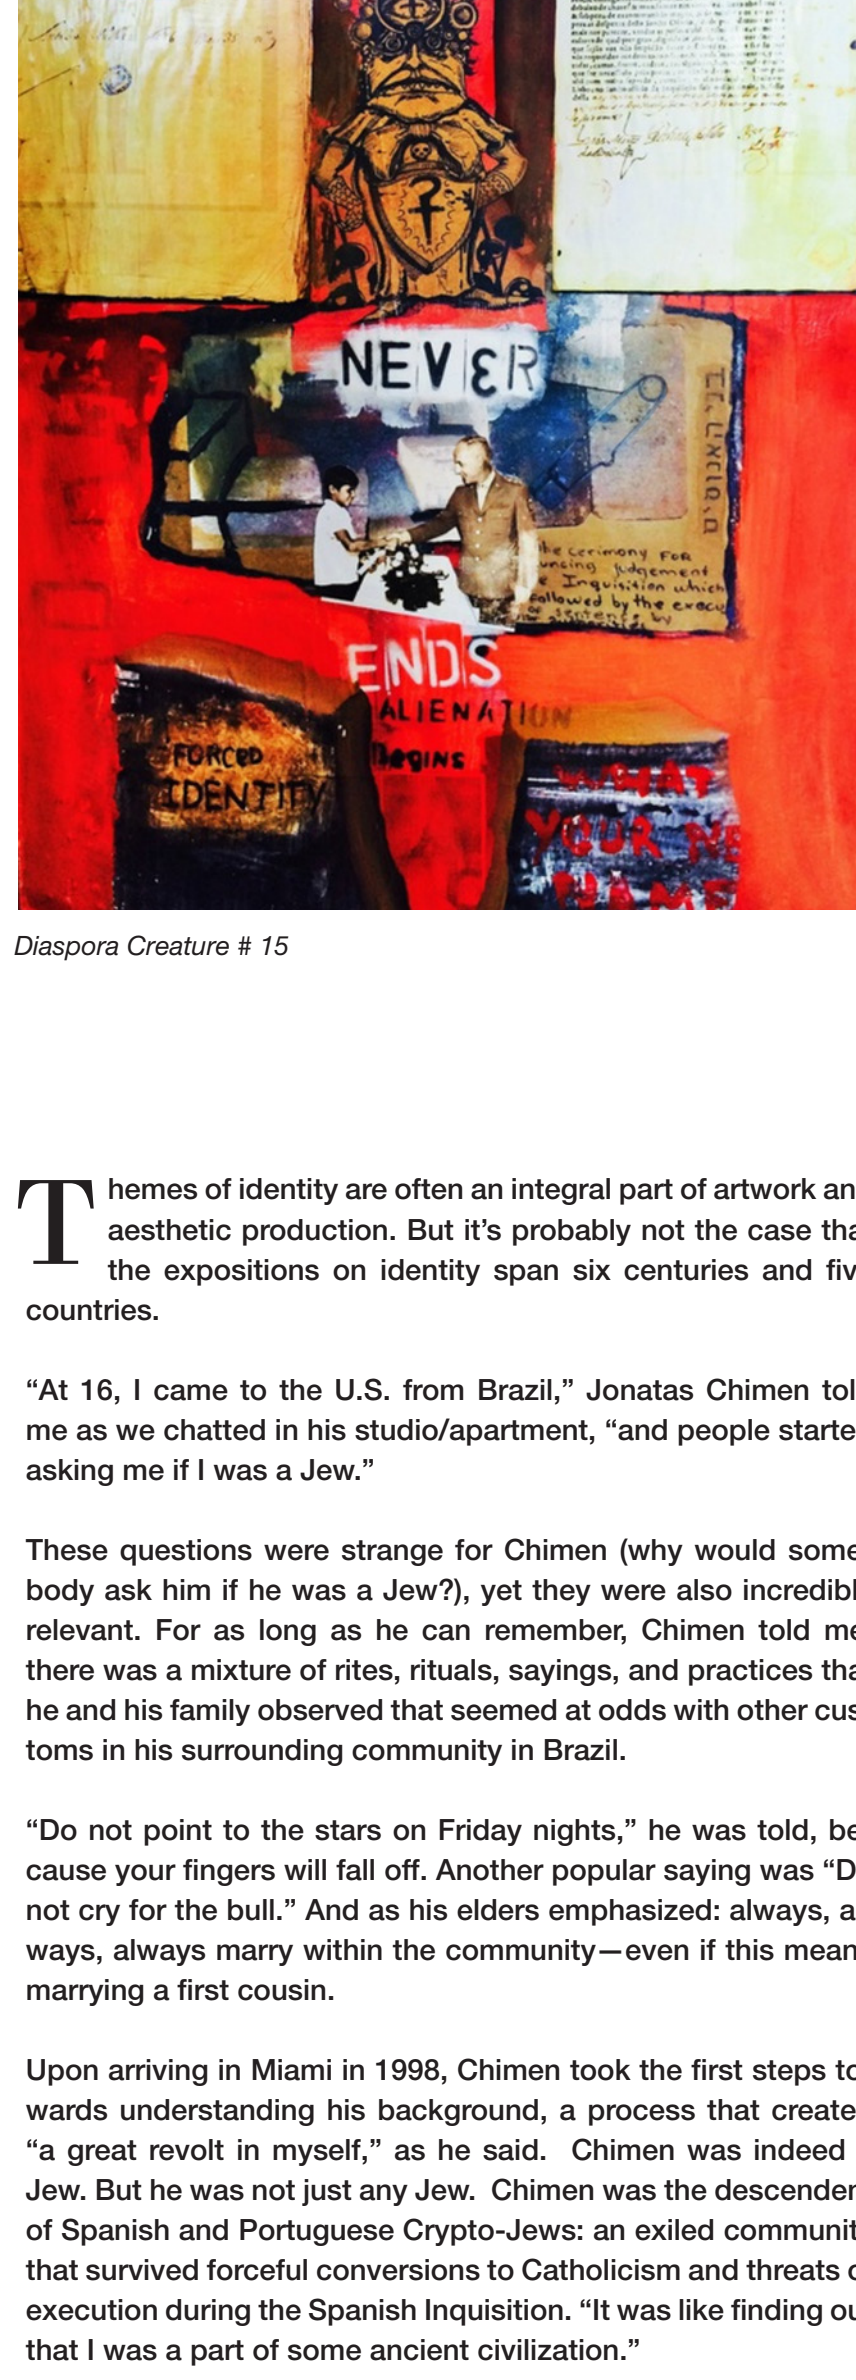 NEVER
the cerimony FOR
uncing judgement
e Inquisition which
followed by the execu
of sentence by
ENDS
ALIENATION
BegINS
FORCED
IDENTITY
WHAT
YOUR NE
NAME
Diaspora Creature # 15
Themes of identity are often an integral part of artwork an
aesthetic production. But it’s probably not the case tha
the expositions on identity span six centuries and fiv
countries.
“At 16, I came to the U.S. from Brazil,” Jonatas Chimen tol
me as we chatted in his studio/apartment, “and people starte
asking me if I was a Jew.”
These questions were strange for Chimen (why would some
body ask him if he was a Jew?), yet they were also incredibl
relevant. For as long as he can remember, Chimen told me
there was a mixture of rites, rituals, sayings, and practices tha
he and his family observed that seemed at odds with other cus
toms in his surrounding community in Brazil.
“Do not point to the stars on Friday nights,” he was told, be
cause your fingers will fall off. Another popular saying was “D
not cry for the bull.” And as his elders emphasized: always, a
ways, always marry within the community—even if this mean
marrying a first cousin.
Upon arriving in Miami in 1998, Chimen took the first steps to
wards understanding his background, a process that create
“a great revolt in myself,” as he said. Chimen was indeed
Jew. But he was not just any Jew. Chimen was the descenden
of Spanish and Portuguese Crypto-Jews: an exiled communit
that survived forceful conversions to Catholicism and threats o
execution during the Spanish Inquisition. “It was like finding ou
that I was a part of some ancient civilization.”